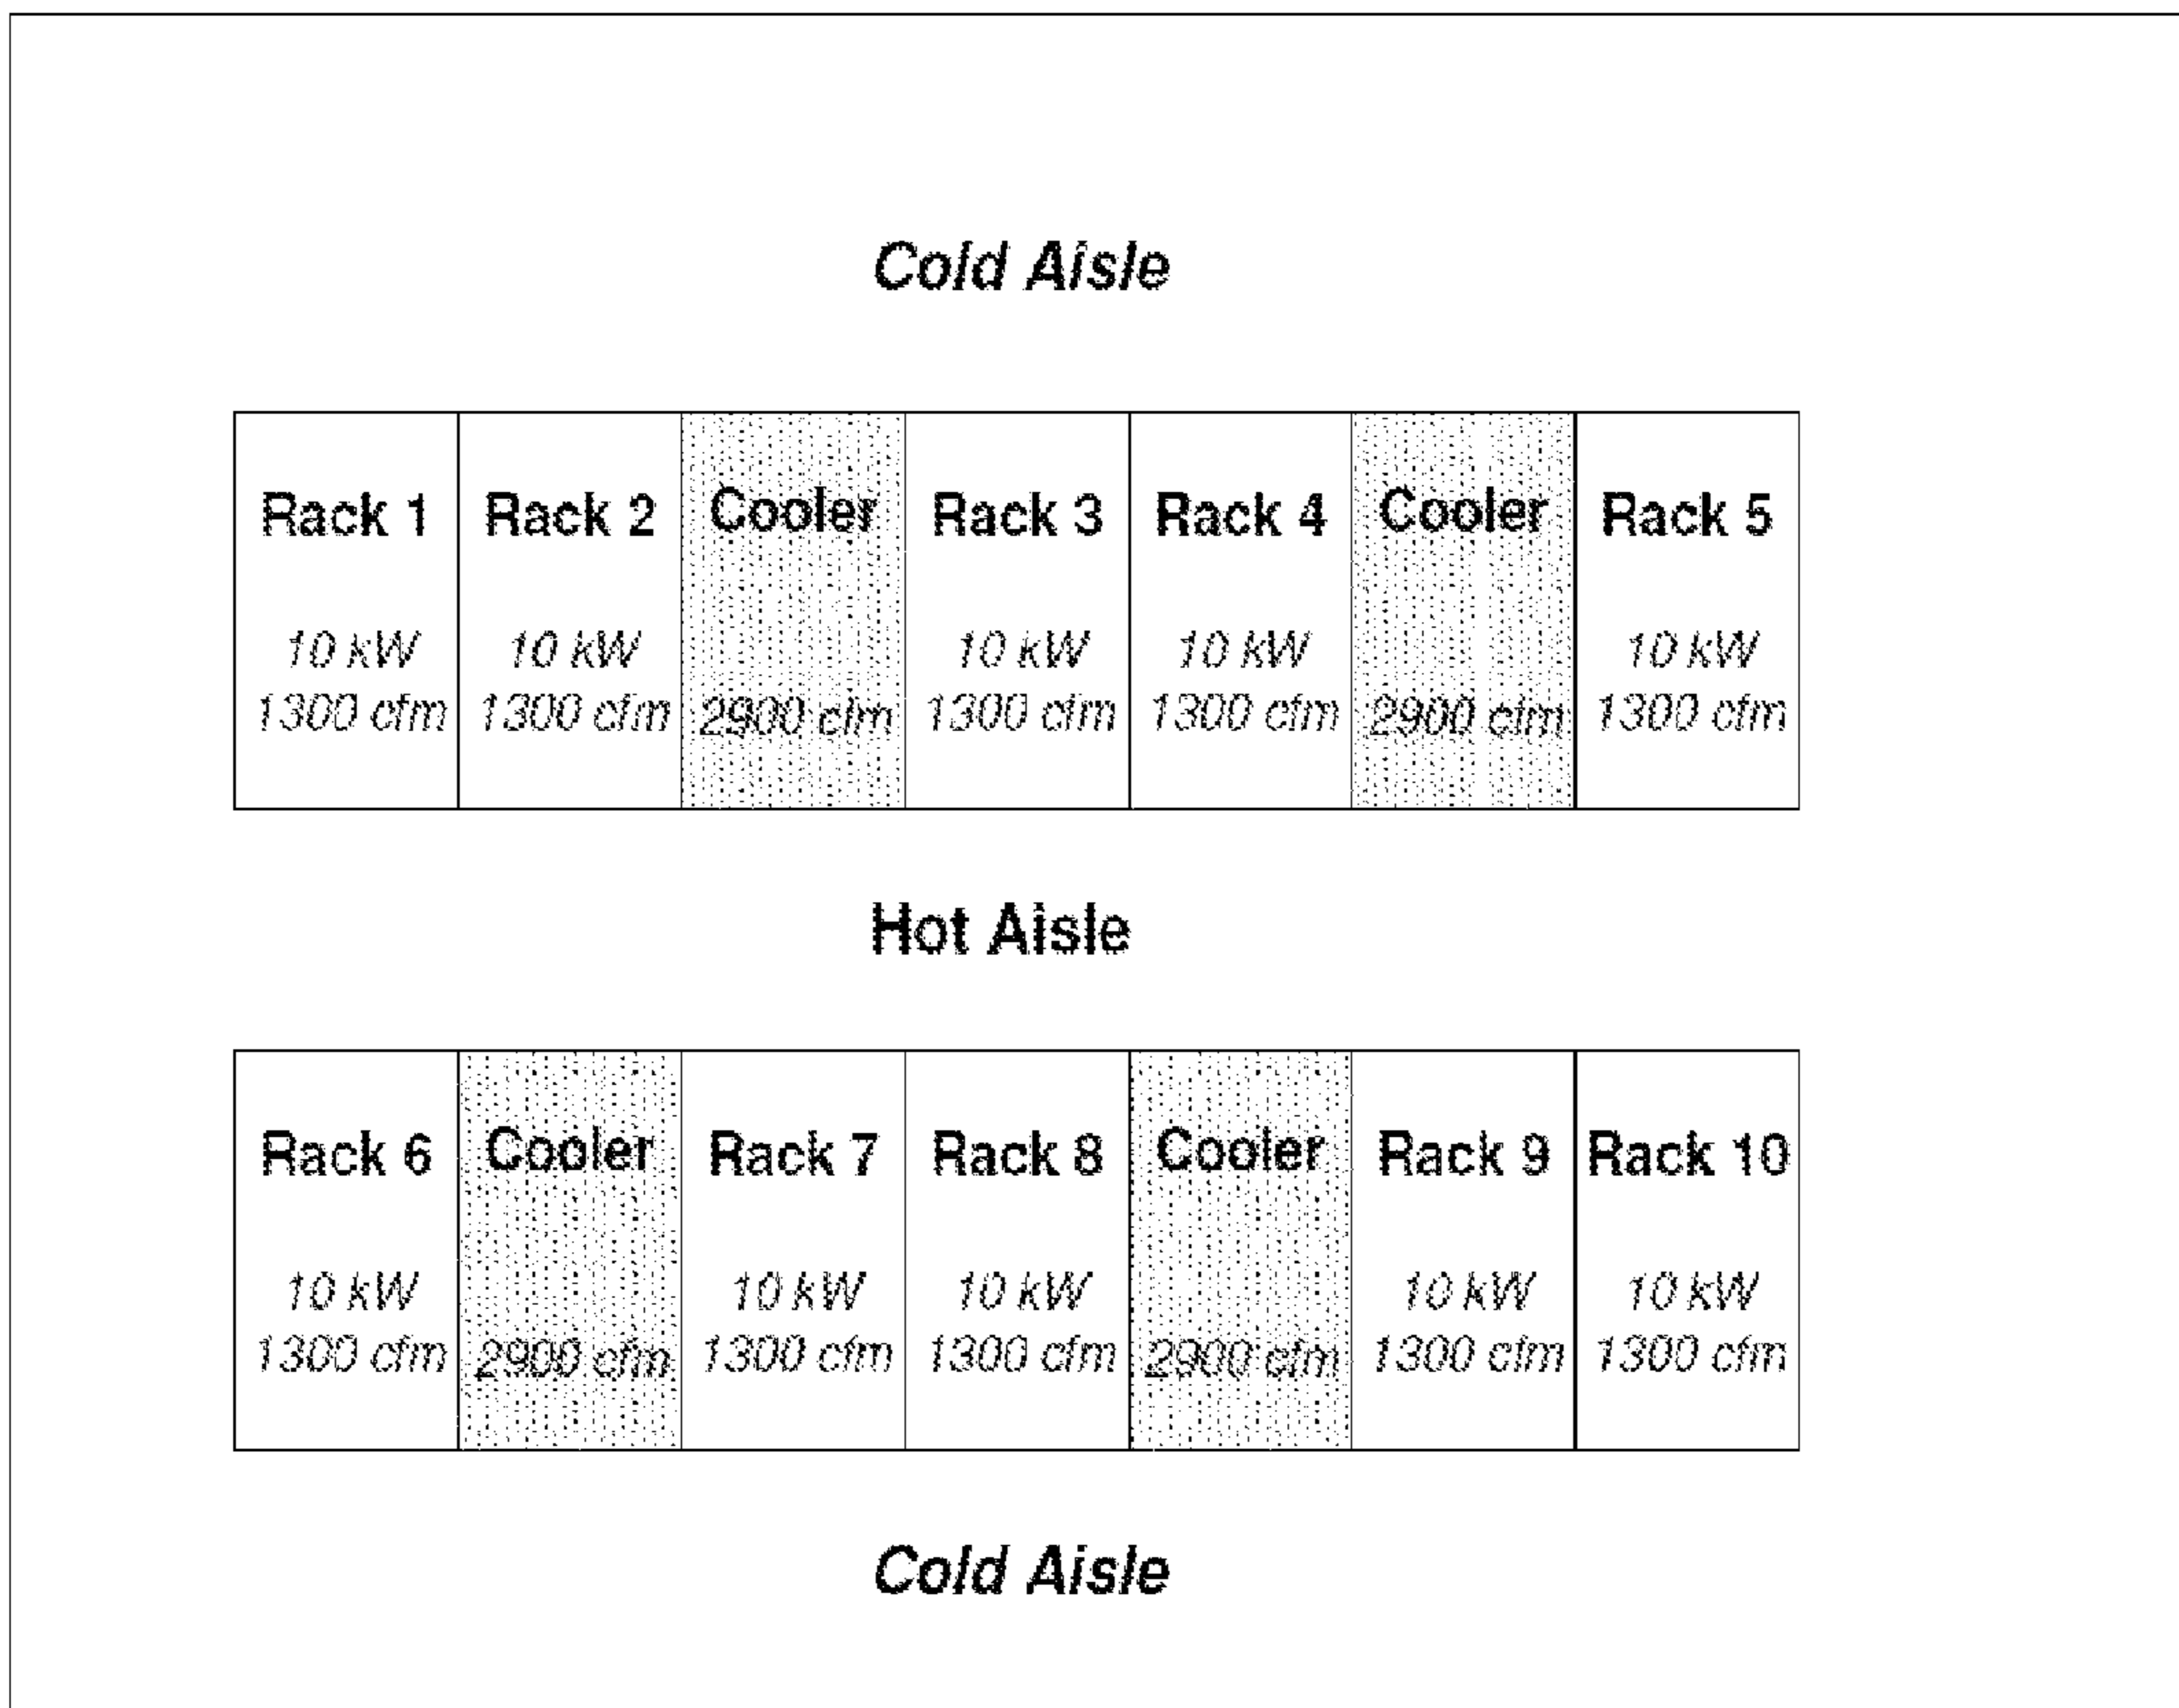 Cold Aisle
Rack 1 Rack 2 Cooler Rack 3 Rack 4 Cooler Rack 5
10 kW 10 kW 10 kW 10 kW 10 kW
1300 cfm 1300 cfm 2900 cfm 1300 cfm 1300 cfm 2900 cfm 1300 cfm
Hot Aisle
Rack 6 Cooler Rack 7 Rack 8 Cooler Rack 9 Rack 10
10 kW 10 kW 10 kW 10 kW 10 kW
1300 cfm 2900 cfm 1300 cfm 1300 cfm 2900 cfm 1300 cfm 1300 cfm
Cold Aisle